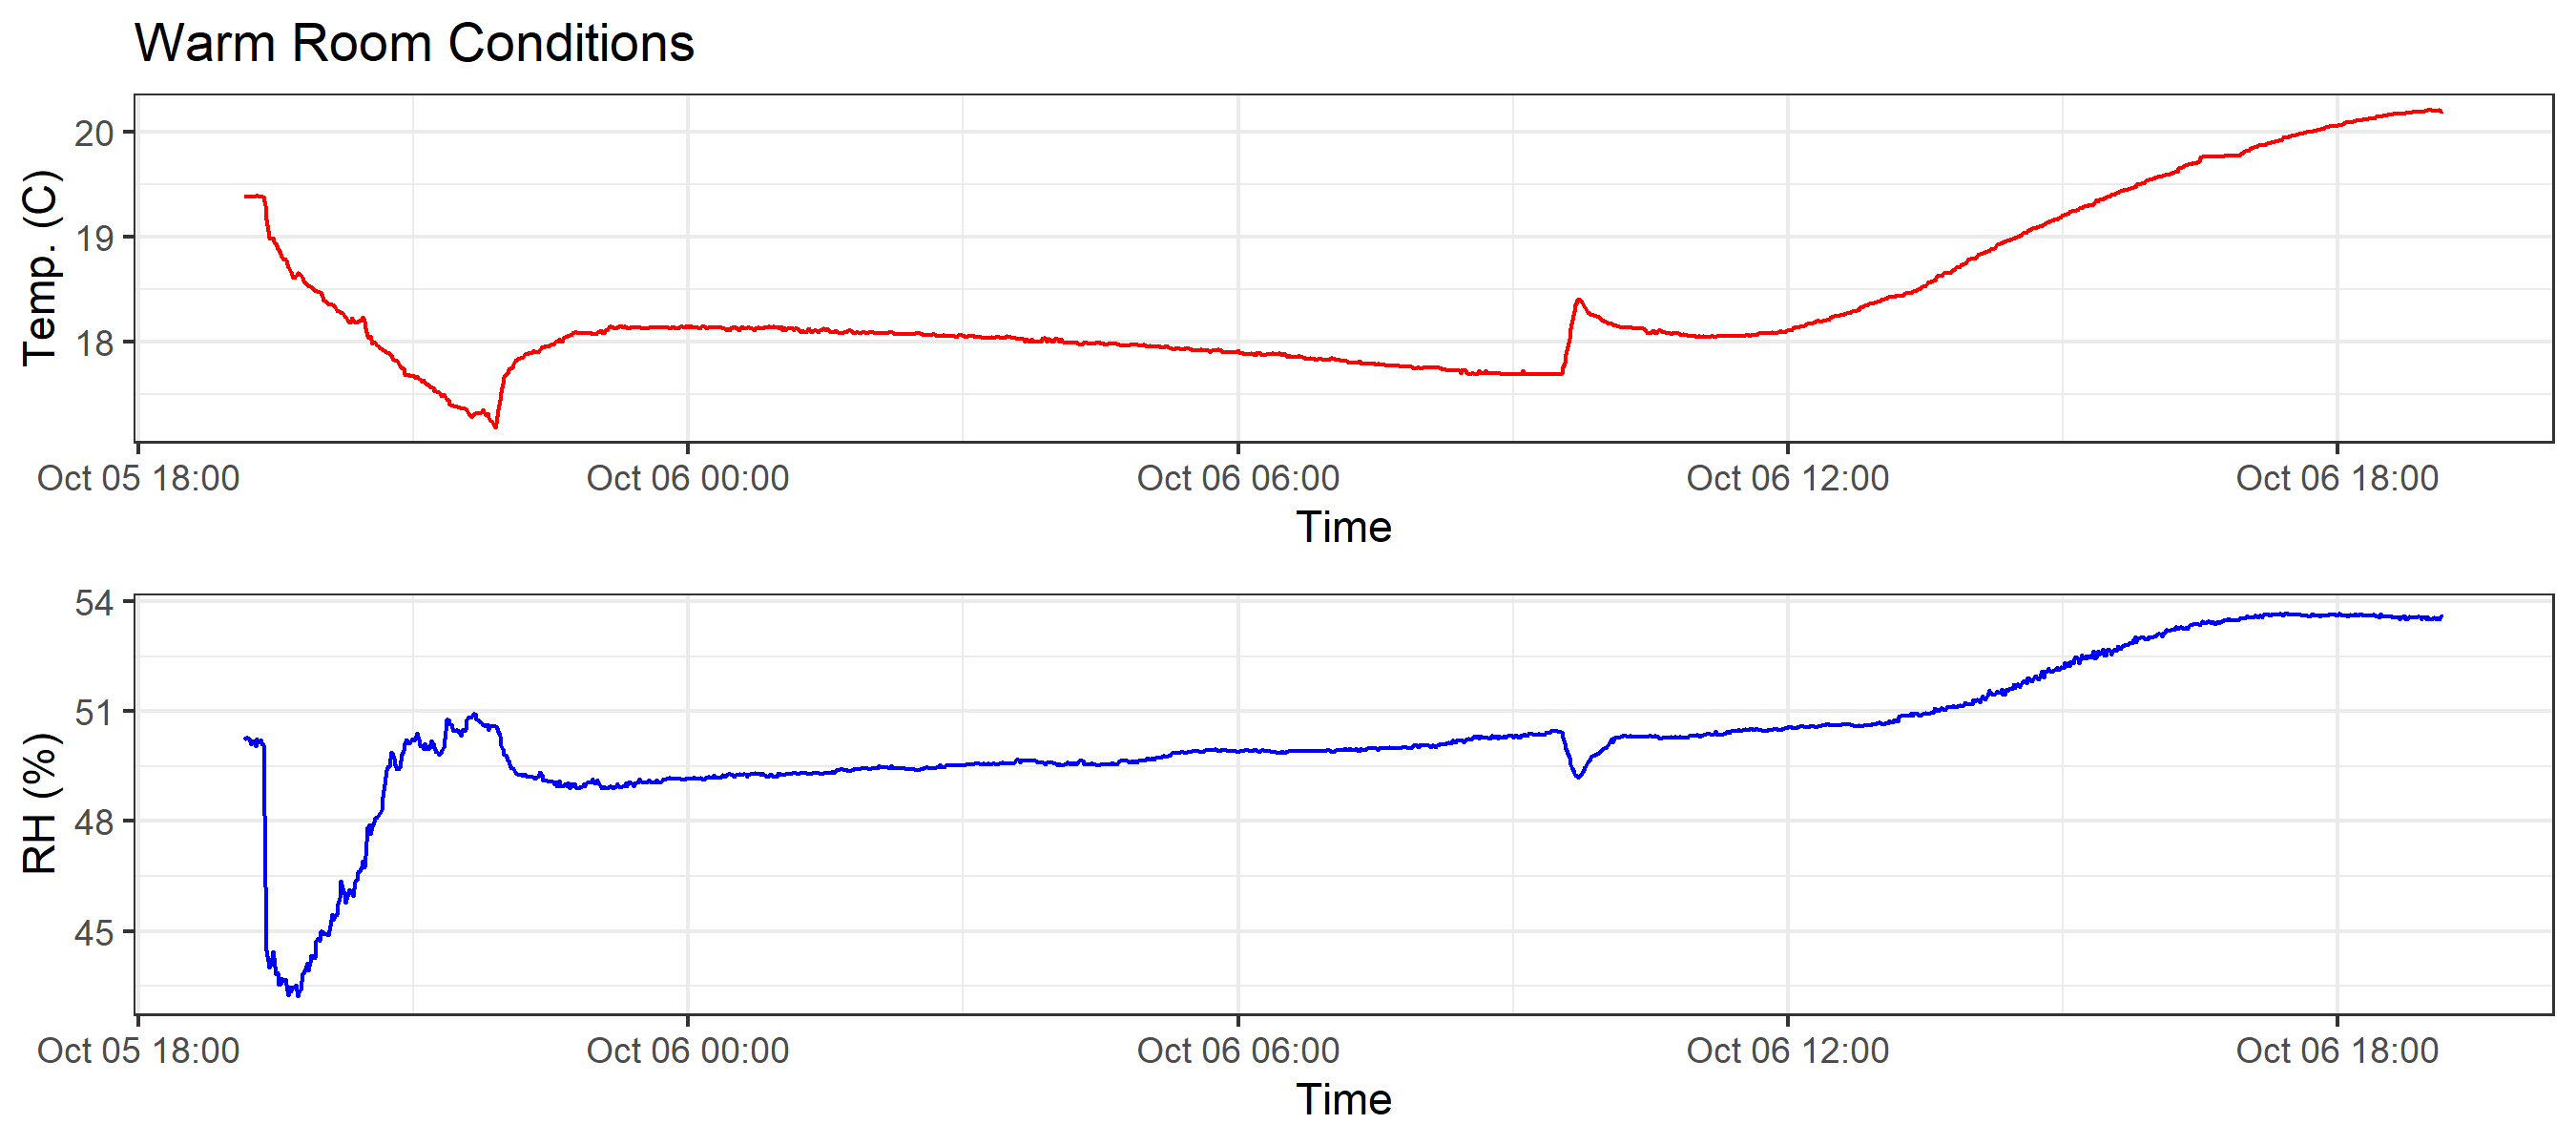 Warm Room Conditions
20
19
18
Temp. (C)
Oct 05 18:00 Oct 06 00:00 Oct 06 06:00 Oct 06 12:00 Oct 06 18:00
Time
54
51
48
45
RH (%)
Oct 05 18:00 Oct 06 00:00 Oct 06 06:00 Oct 06 12:00 Oct 06 18:00
Time